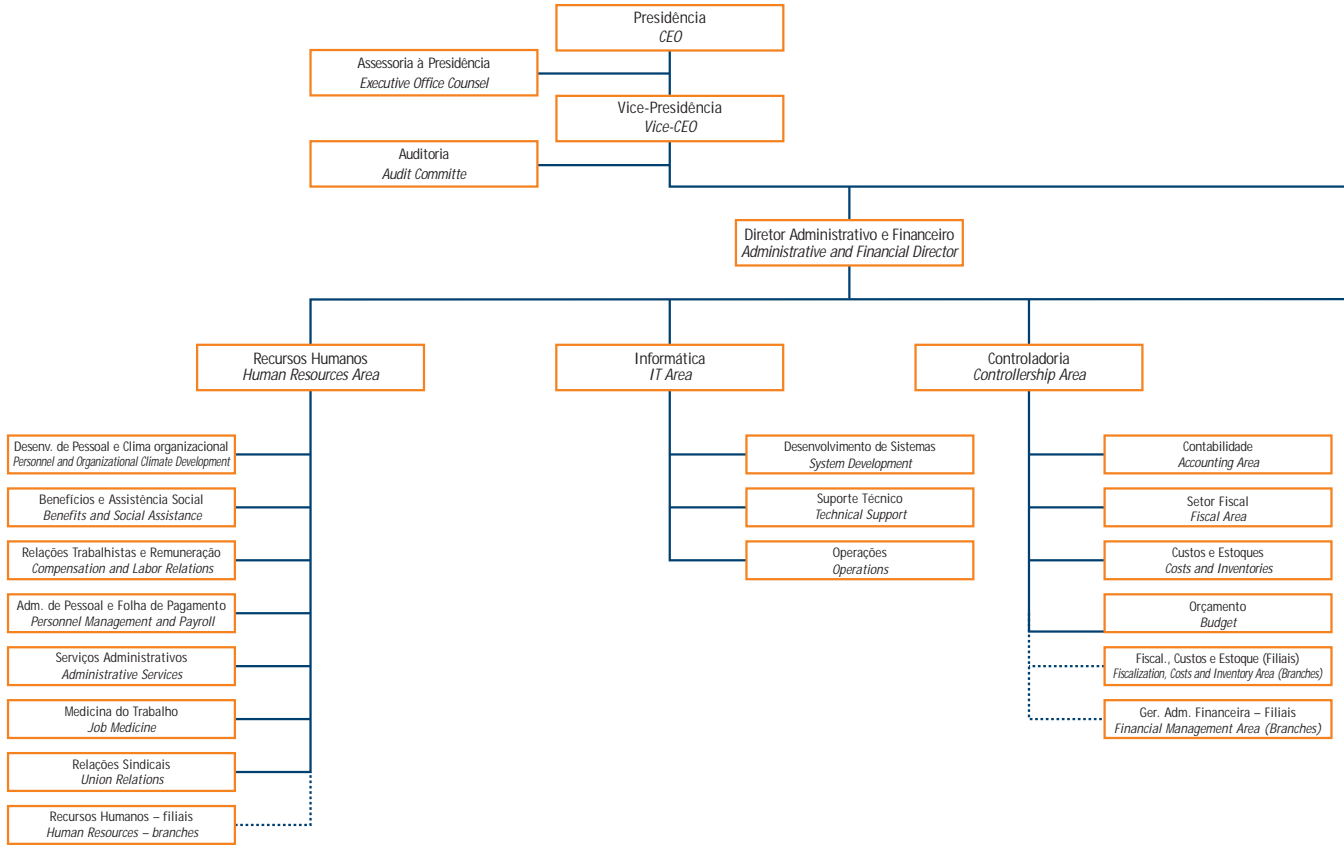 Presidência
CEO
Assessoria à Presidência
Executive Office Counsel
Vice-Presidência
Vice-CEO
Auditoria
Audit Committe
Diretor Administrativo e Financeiro
Administrative and Financial Director
Recursos Humanos
Human Resources Area
Informática
IT Area
Controladoria
Controllership Area
Desenv. de Pessoal e Clima organizacional
Personnel and Organizational Climate Development
Benefícios e Assistência Social
Benefits and Social Assistance
Relações Trabalhistas e Remuneração
Compensation and Labor Relations
Adm. de Pessoal e Folha de Pagamento
Personnel Management and Payroll
Serviços Administrativos
Administrative Services
Medicina do Trabalho
Job Medicine
Relações Sindicais
Union Relations
Recursos Humanos – filiais
Human Resources – branches
Desenvolvimento de Sistemas
System Development
Suporte Técnico
Technical Support
Operações
Operations
Contabilidade
Accounting Area
Setor Fiscal
Fiscal Area
Custos e Estoques
Costs and Inventories
Orçamento
Budget
Fiscal., Custos e Estoque (Filiais)
Fiscalization, Costs and Inventory Area (Branches)
Ger. Adm. Financeira – Filiais
Financial Management Area (Branches)